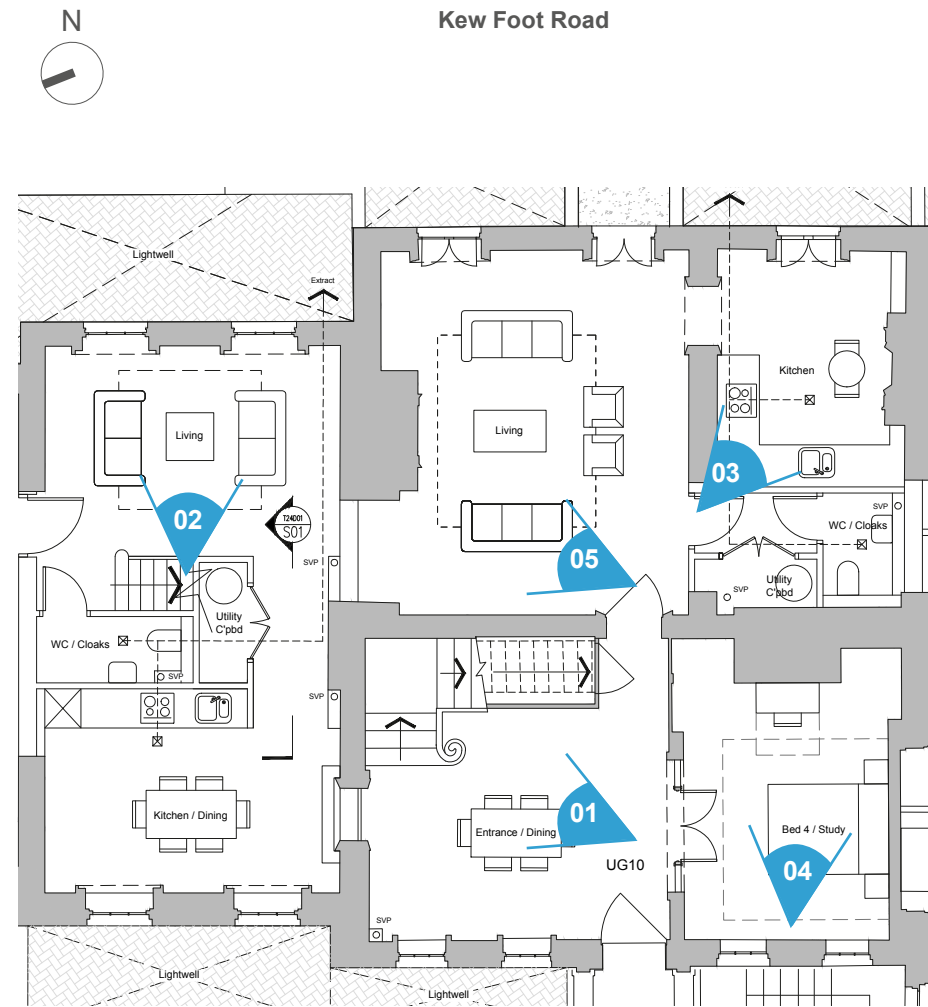 N
Kew Foot Road
Lightwell
Extract
Living
Living
Kitchen
02
T24D01
S01
05
03
SVP
SVP
WC / Cloaks
Utility
C'pbd
SVP
Utility
C'pbd
WC / Cloaks
SVP
SVP
Kitchen / Dining
Entrance / Dining
01
UG10
Bed 4 / Study
04
SVP
Lightwell
Lightwell